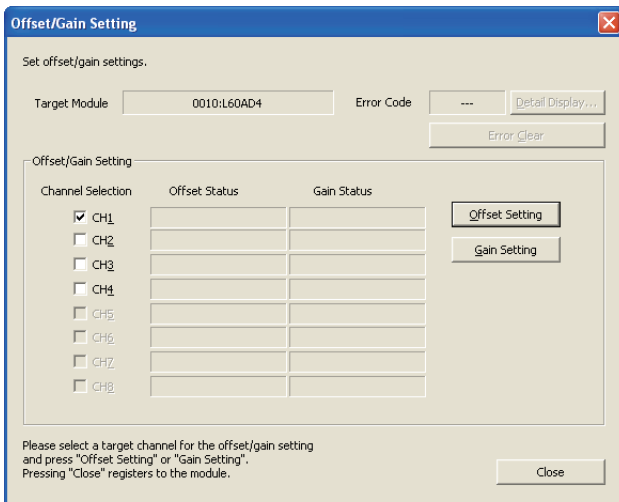 Offset/Gain Setting
Set offset/gain settings.
Target Module 0010:L60AD4 Error Code --- Detail Display...
Error Clear
Offset/Gain Setting
Channel Selection Offset Status Gain Status
CH1 Offset Setting
CH2
CH3 Gain Setting
CH4
CH5
CH6
CH7
CH8
Please select a target channel for the offset/gain setting
and press "Offset Setting" or "Gain Setting".
Pressing "Close" registers to the module. Close